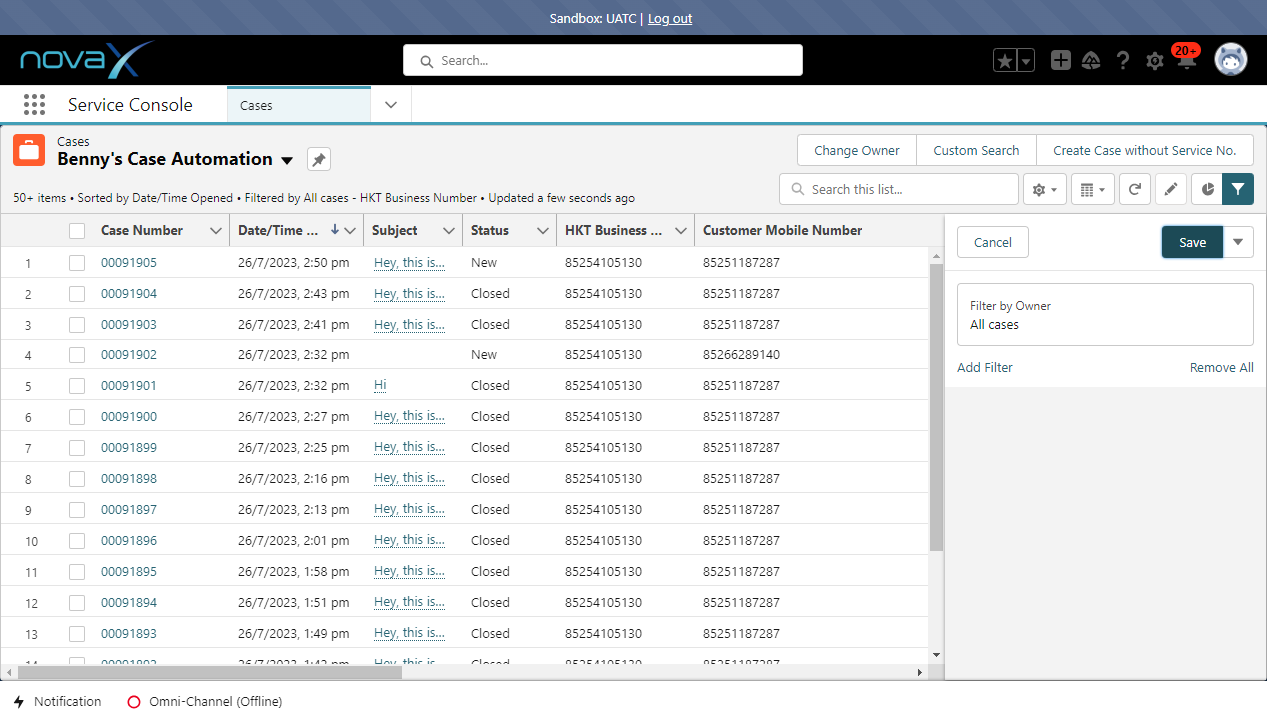 Sandbox: UATC | Log out
novaX
Search...
20+
Service Console
Cases
Cases
Benny's Case Automation
Change Owner
Custom Search
Create Case without Service No.
50+ items • Sorted by Date/Time Opened • Filtered by All cases - HKT Business Number • Updated a few seconds ago
Search this list...
Case Number Date/Time ... Subject Status HKT Business ... Customer Mobile Number
1 00091905 26/7/2023, 2:50 pm Hey, this is... New 85254105130 85251187287
2 00091904 26/7/2023, 2:43 pm Hey, this is... Closed 85254105130 85251187287
3 00091903 26/7/2023, 2:41 pm Hey, this is... Closed 85254105130 85251187287
4 00091902 26/7/2023, 2:32 pm New 85254105130 85266289140
5 00091901 26/7/2023, 2:32 pm Hi Closed 85254105130 85251187287
6 00091900 26/7/2023, 2:27 pm Hey, this is... Closed 85254105130 85251187287
7 00091899 26/7/2023, 2:25 pm Hey, this is... Closed 85254105130 85251187287
8 00091898 26/7/2023, 2:16 pm Hey, this is... Closed 85254105130 85251187287
9 00091897 26/7/2023, 2:13 pm Hey, this is... Closed 85254105130 85251187287
10 00091896 26/7/2023, 2:01 pm Hey, this is... Closed 85254105130 85251187287
11 00091895 26/7/2023, 1:58 pm Hey, this is... Closed 85254105130 85251187287
12 00091894 26/7/2023, 1:51 pm Hey, this is... Closed 85254105130 85251187287
13 00091893 26/7/2023, 1:49 pm Hey, this is... Closed 85254105130 85251187287
Cancel
Save
Filter by Owner
All cases
Add Filter
Remove All
Notification
Omni-Channel (Offline)